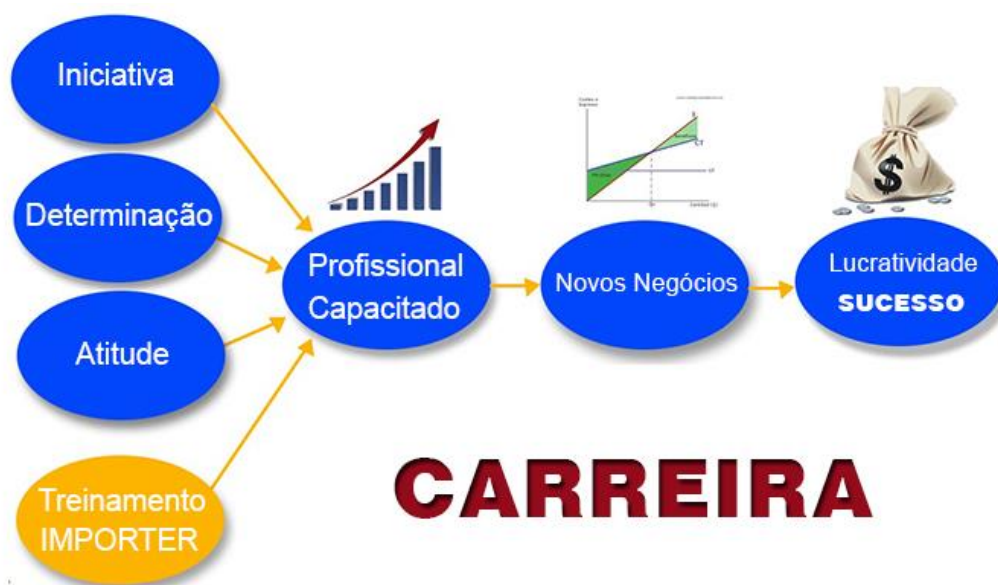 Iniciativa
Determinação
Atitude
Treinamento
IMPORTER
Profissional
Capacitado
Novos Negócios
Lucratividade
SUCESSO
$
CARREIRA